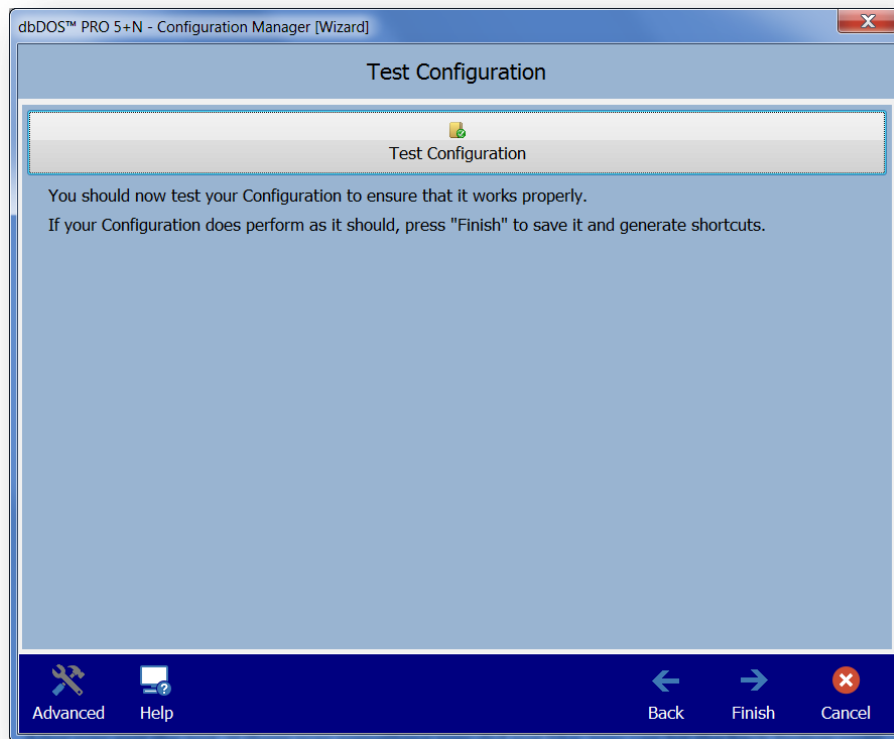 dbDOS™ PRO 5+N - Configuration Manager [Wizard]
Test Configuration
Test Configuration
You should now test your Configuration to ensure that it works properly.
If your Configuration does perform as it should, press "Finish" to save it and generate shortcuts.
Advanced Help Back Finish Cancel